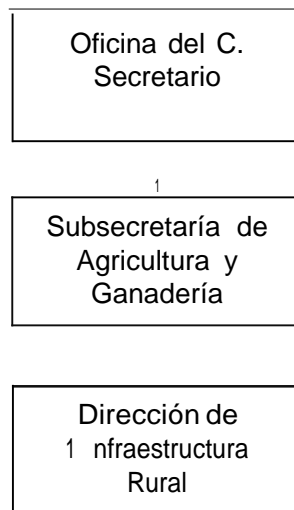 Oficina del C.
Secretario
1
Subsecretaría de
Agricultura y
Ganadería
Dirección de
1 nfraestructura
Rural